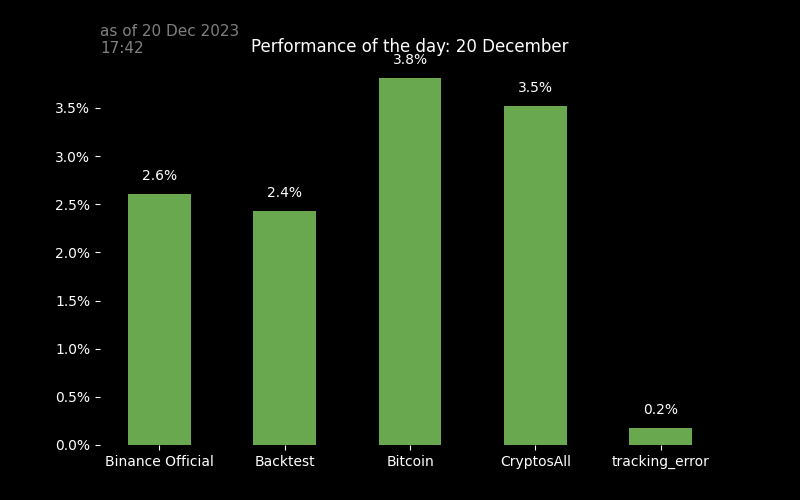 as of 20 Dec 2023
17:42
Performance of the day: 20 December
3.8%
3.5%
3.5%
3.0%
2.6%
2.5%
2.4%
2.0%
1.5%
1.0%
0.5%
0.2%
0.0%
Binance Official
Backtest
Bitcoin
CryptosAll
tracking_error